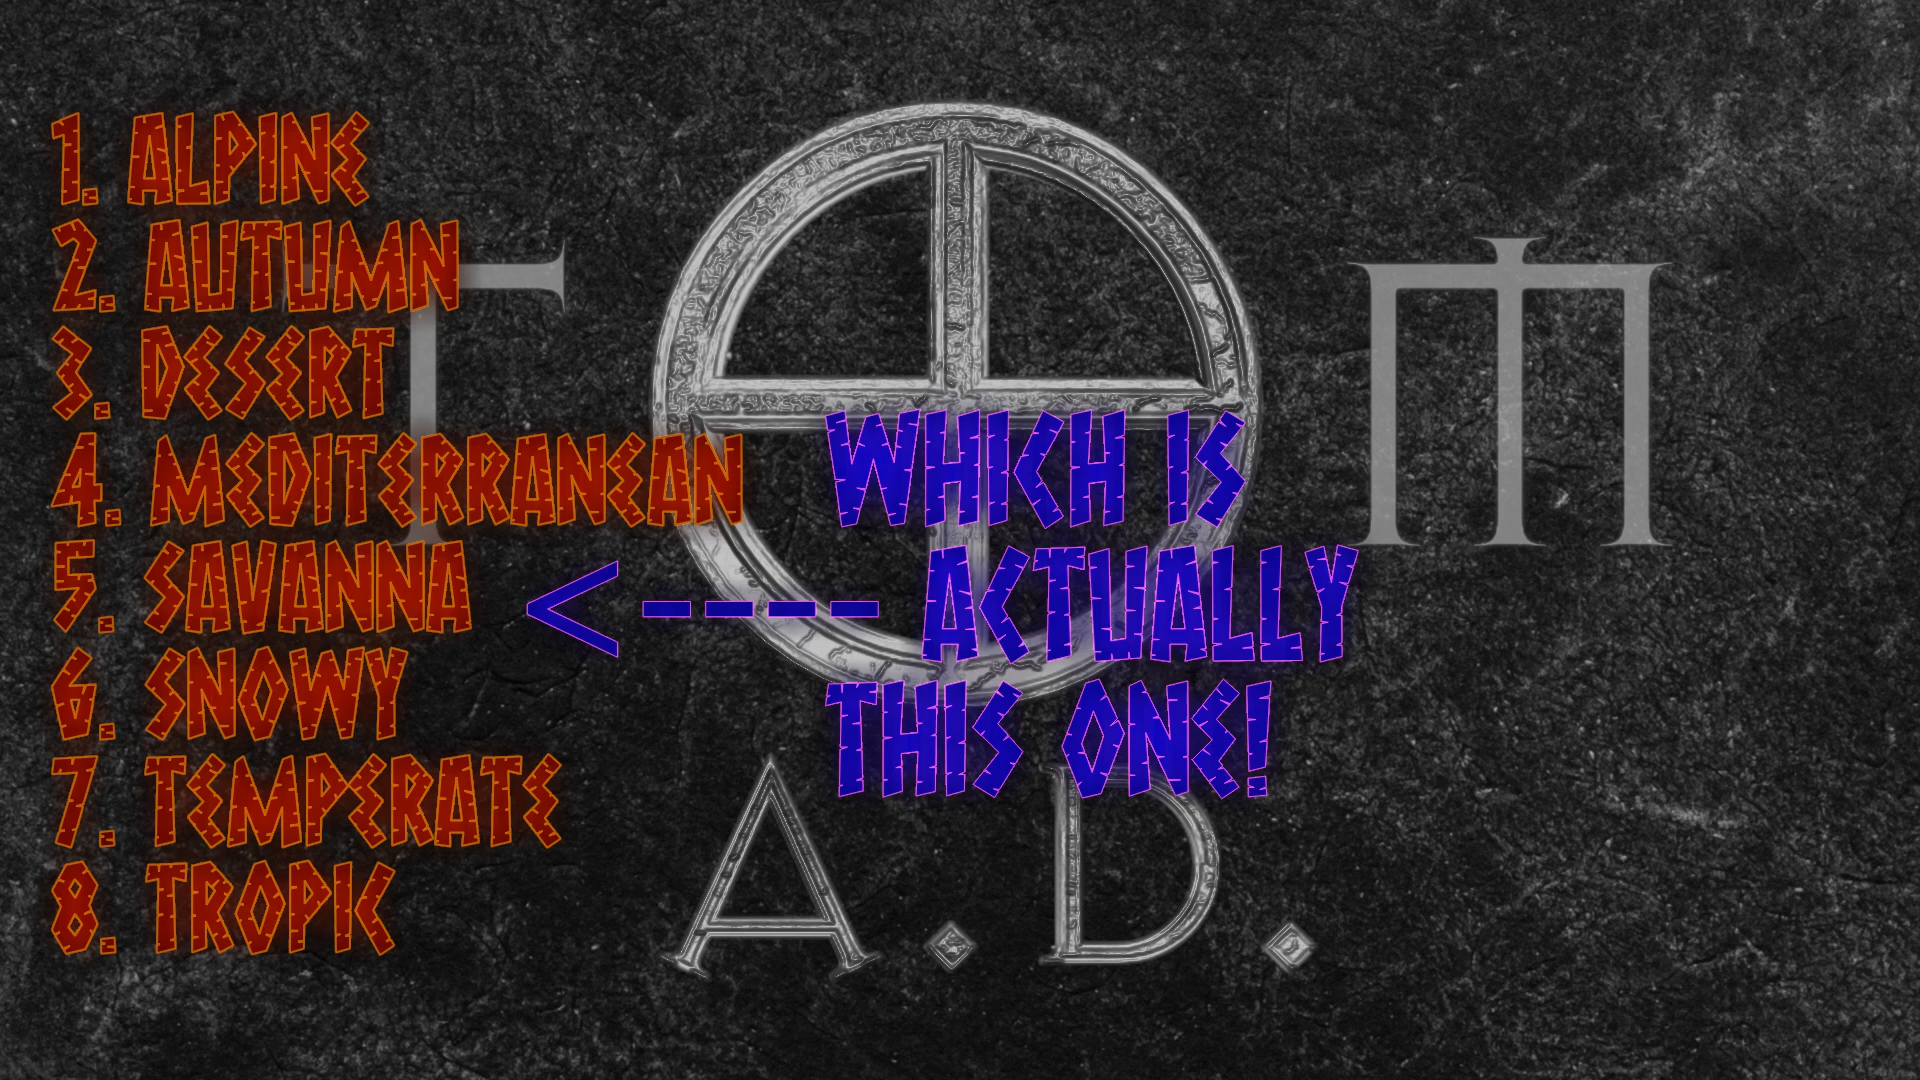 1. ALPINE
2. AUTUMN
3. DESERT
4. MEDITERRANEAN
5. SAVANNA
6. SNOWY
7. TEMPERATE
8. TROPIC
WHICH IS
<---- ACTUALLY
THIS ONE!
A. D.